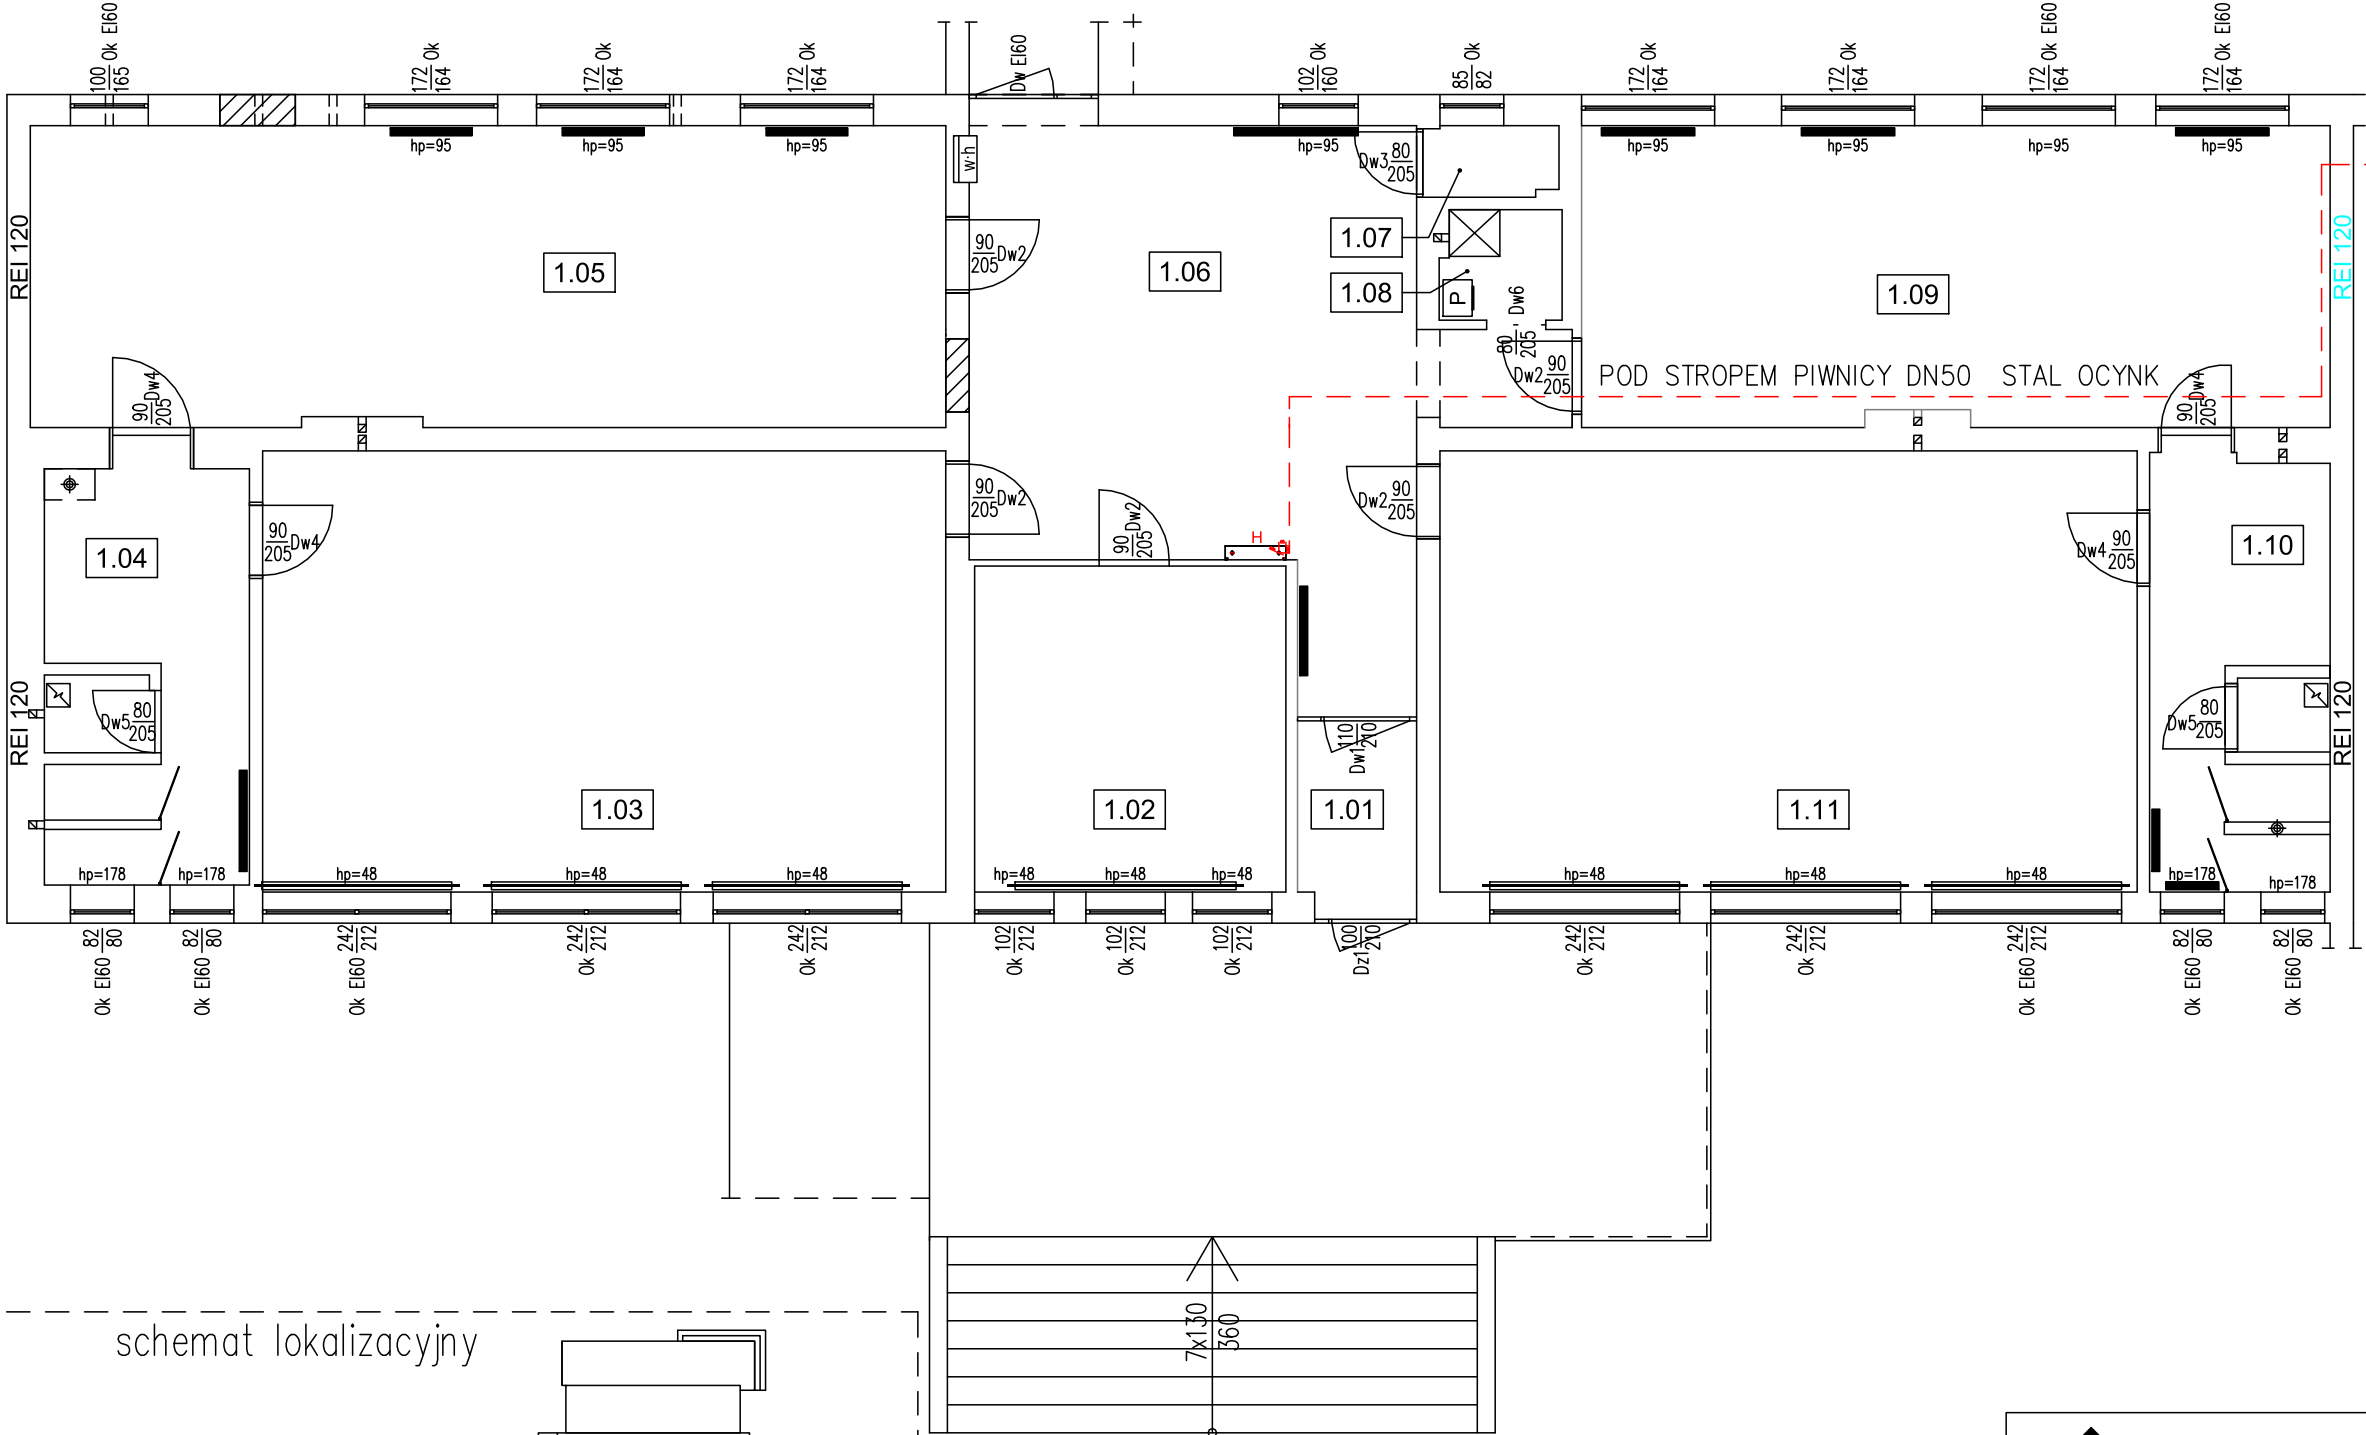 100/165 Ok EI60
172/164 Ok
172/164 Ok
172/164 Ok
Dw EI60
102/160 Ok
85/82 Ok
172/164 Ok
172/164 Ok
172/164 Ok EI60
172/164 Ok EI60
hp=95
hp=95
hp=95
w-h
hp=95
hp=95
hp=95
hp=95
hp=95
Dw3 80/205
REI 120
1.05
90/205 Dw2
1.06
1.07
1.08
P
80/205 Dw6
1.09
REI 120
90/205 Dw4
Dw2 90/205
POD STROPEM PIWNICY DN50 STAL OCYNK
90/205 Dw4
1.04
90/205 Dw4
90/205 Dw2
90/205 Dw2
H
Dw2 90/205
Dw4 90/205
1.10
REI 120
Dw5 80/205
Dw1 110/210
Dw5 80/205
REI 120
1.03
1.02
1.01
1.11
hp=178
hp=178
hp=48
hp=48
hp=48
hp=48
hp=48
hp=48
hp=48
hp=48
hp=48
hp=178
hp=178
Ok EI60 82/80
Ok EI60 82/80
Ok EI60 242/212
Ok 242/212
Ok 242/212
Ok 102/212
Ok 102/212
Ok 102/212
Dz1 100/210
Ok 242/212
Ok 242/212
Ok EI60 242/212
Ok EI60 82/80
Ok EI60 82/80
7x130
360
schemat lokalizacyjny